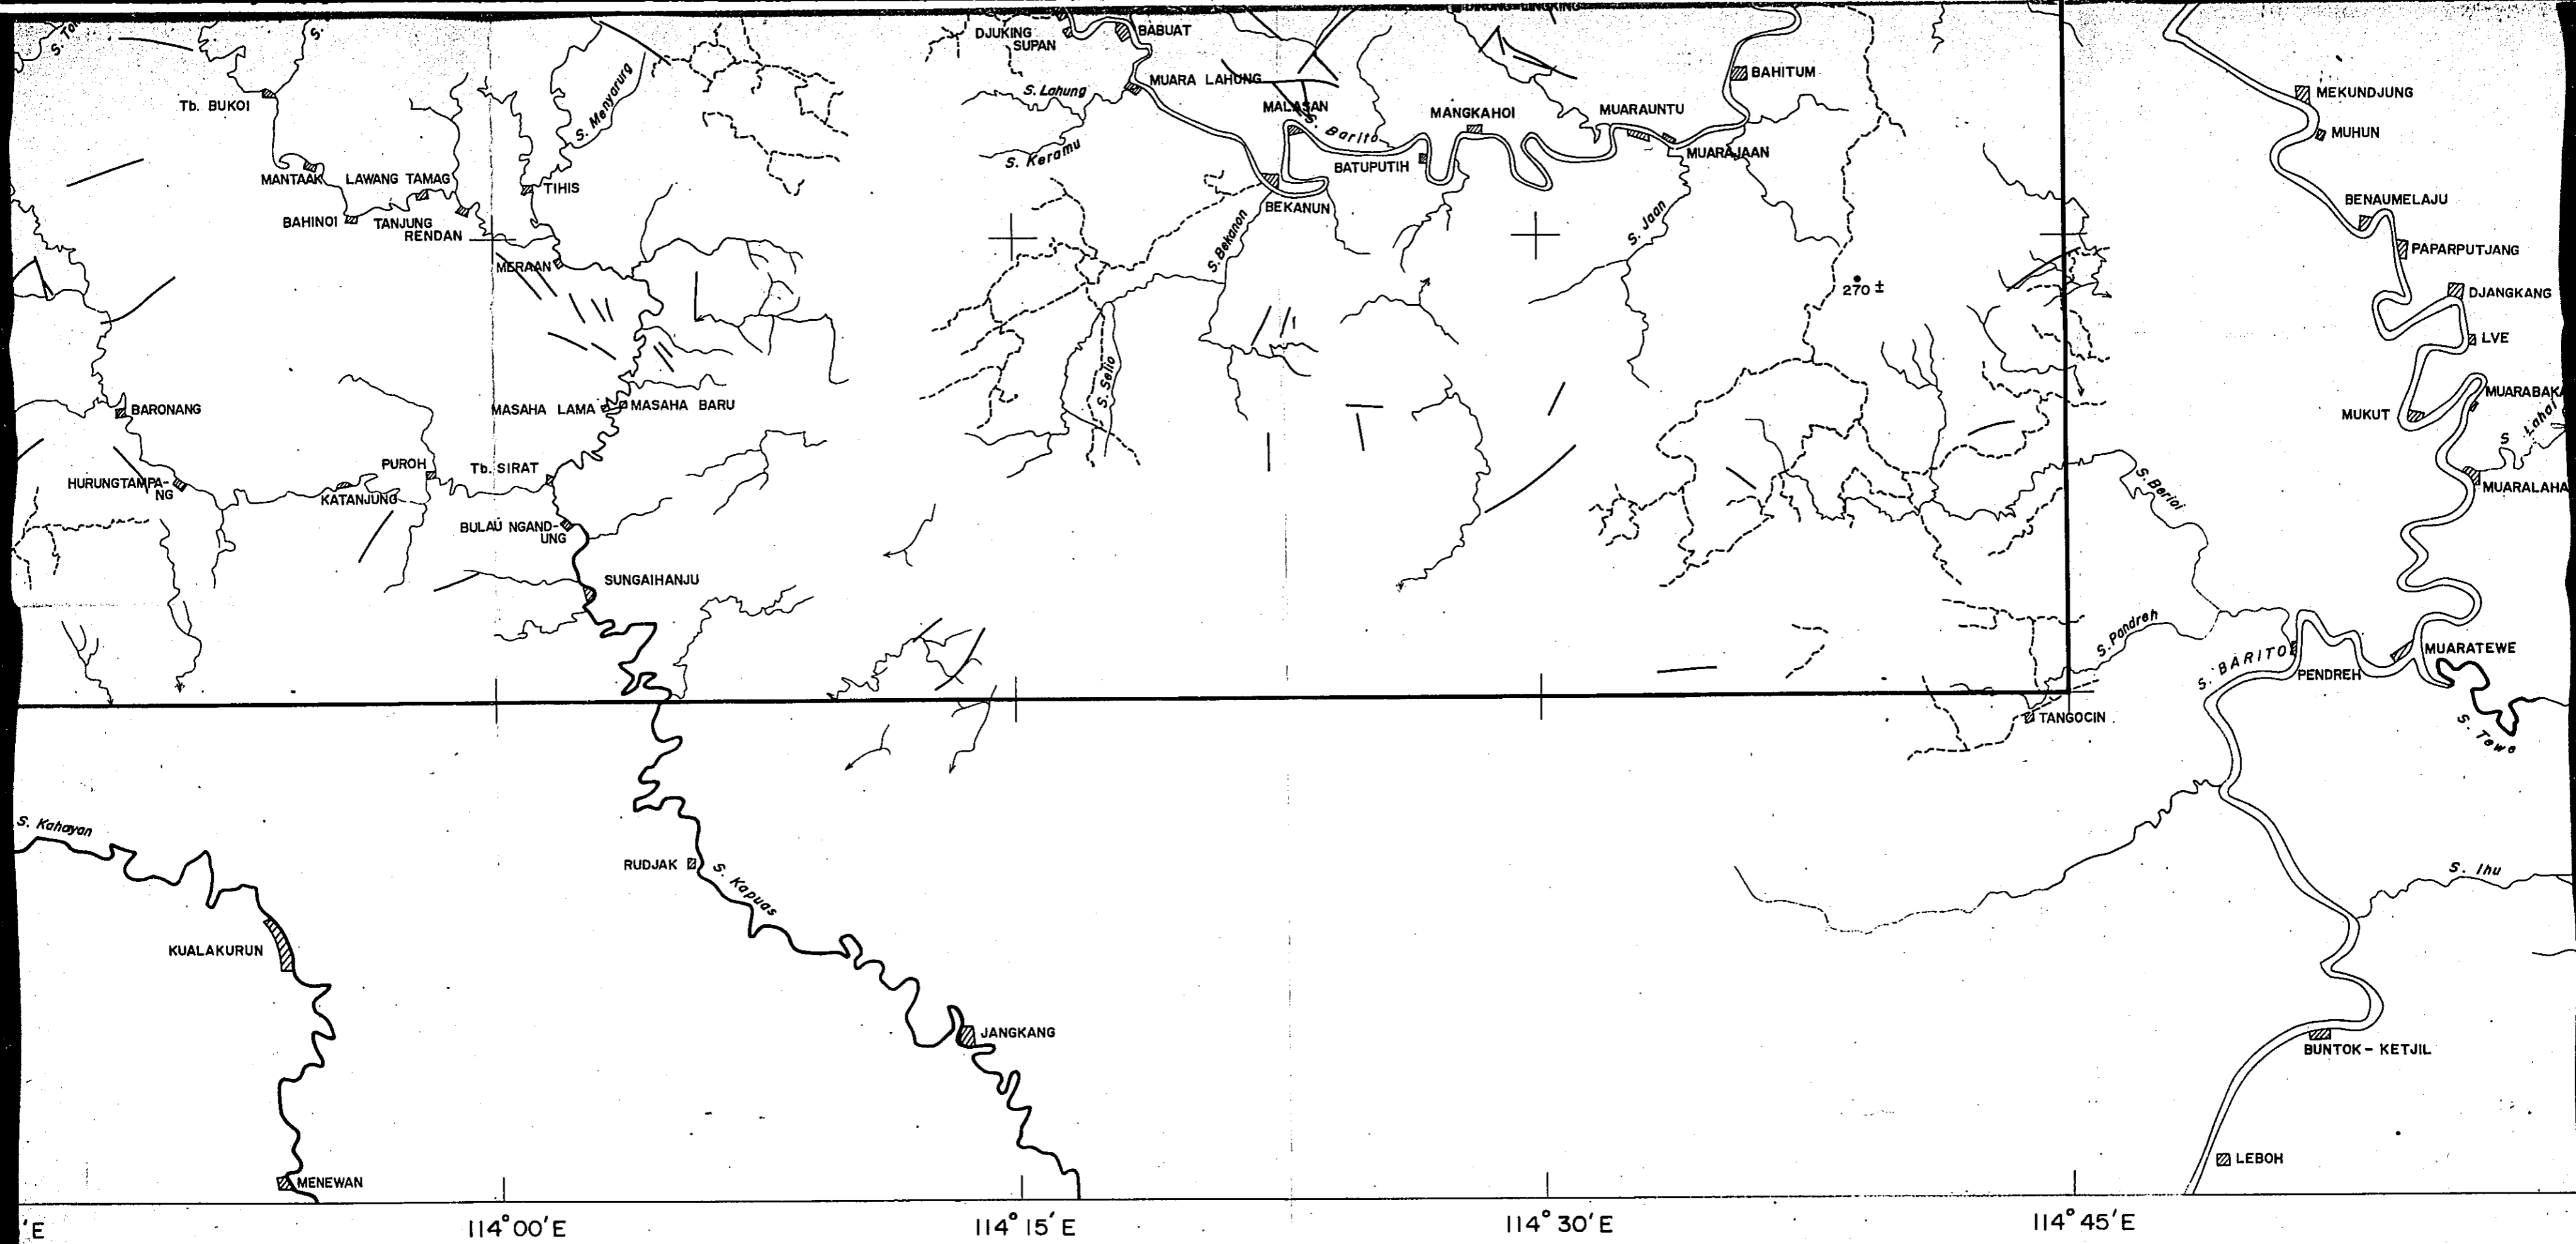 DJUKING
SUPAN
BABUAT
S.
Tb. BUKOI
S. Menyarurg
S. Lahung
MUARA LAHUNG
S. Keramu
MALASAN
S. Barito
MANGKAHOI
MUARAUNTU
BAHITUM
MEKUNDJUNG
MUHUN
MANTAAK
LAWANG TAMAG
TIHIS
BATUPUTIH
MUARAJAAN
BAHINOI
TANJUNG
RENDAN
BEKANUN
BENAUMELAJU
S. Bekanon
S. Jaan
PAPARPUTJANG
MERAAN
270 ±
DJANGKANG
LVE
S. Selio
BARONANG
MASAHA LAMA
MASAHA BARU
MUKUT
MUARABAKA
S. Lahai
PUROH
Tb. SIRAT
HURUNGTAMPA-
NG
KATANJUNG
MUARALAHA
S. Berioi
BULAU NGAND-
UNG
SUNGAIHANJU
S. Pandreh
S. BARITO
PENDREH
MUARATEWE
TANGOCIN
S. Tewe
S. Kahayan
RUDJAK
S. Kapuas
S. Ihu
KUALAKURUN
JANGKANG
BUNTOK - KETJIL
LEBOH
MENEWAN
'E
114°00'E
114°15'E
114°30'E
114°45'E